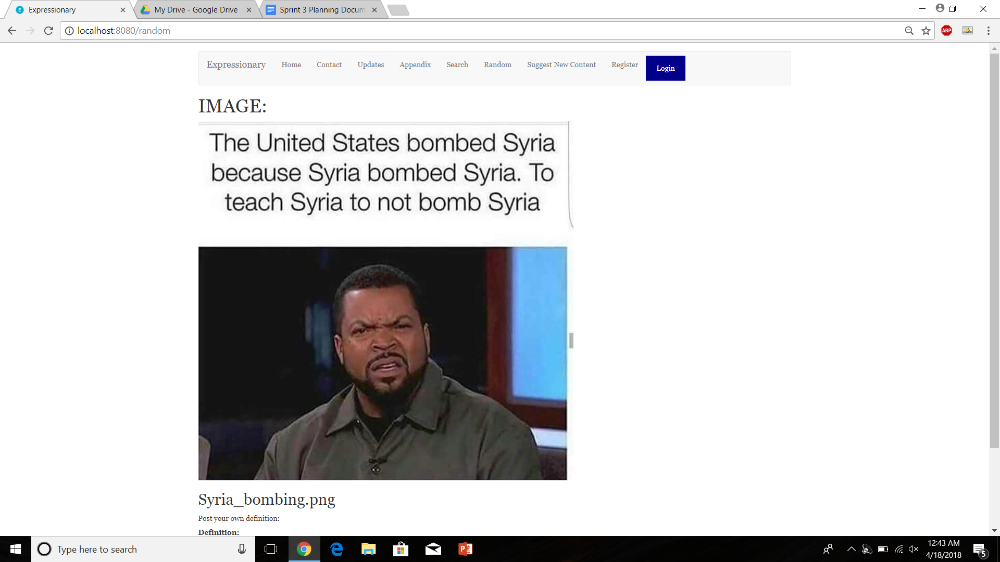 Expressionary
My Drive - Google Drive
Sprint 3 Planning Docum
localhost:8080/random
ABP
Expressionary Home Contact Updates Appendix Search Random Suggest New Content Register Login
IMAGE:
The United States bombed Syria
because Syria bombed Syria. To
teach Syria to not bomb Syria
Syria_bombing.png
Post your own definition:
Definition:
Type here to search
12:43 AM
4/18/2018
5